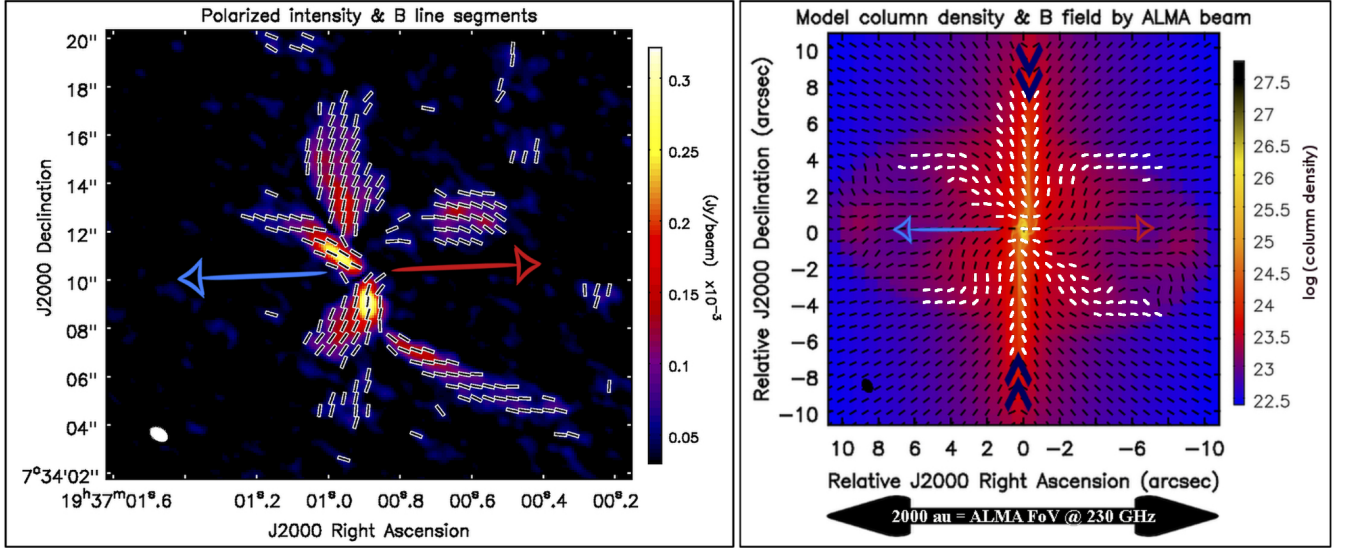 Polarized intensity & B line segments
20"
18"
16"
14"
12"
10"
08"
06"
04"
7°34'02"
J2000 Declination
19ʰ37ᵐ01ˢ.6
01ˢ.2
01ˢ.0
00ˢ.8
00ˢ.6
00ˢ.4
00ˢ.2
J2000 Right Ascension
0.3
0.25
0.2
0.15
0.1
0.05
(Jy/beam) x10⁻³
Model column density & B field by ALMA beam
10
8
6
4
2
0
−2
−4
−6
−8
−10
Relative J2000 Declination (arcsec)
10 8 6 4 2 0 −2 −6 −8 −10
Relative J2000 Right Ascension (arcsec)
27.5
27
26.5
26
25.5
25
24.5
24
23.5
23
22.5
log (column density)
2000 au = ALMA FoV @ 230 GHz